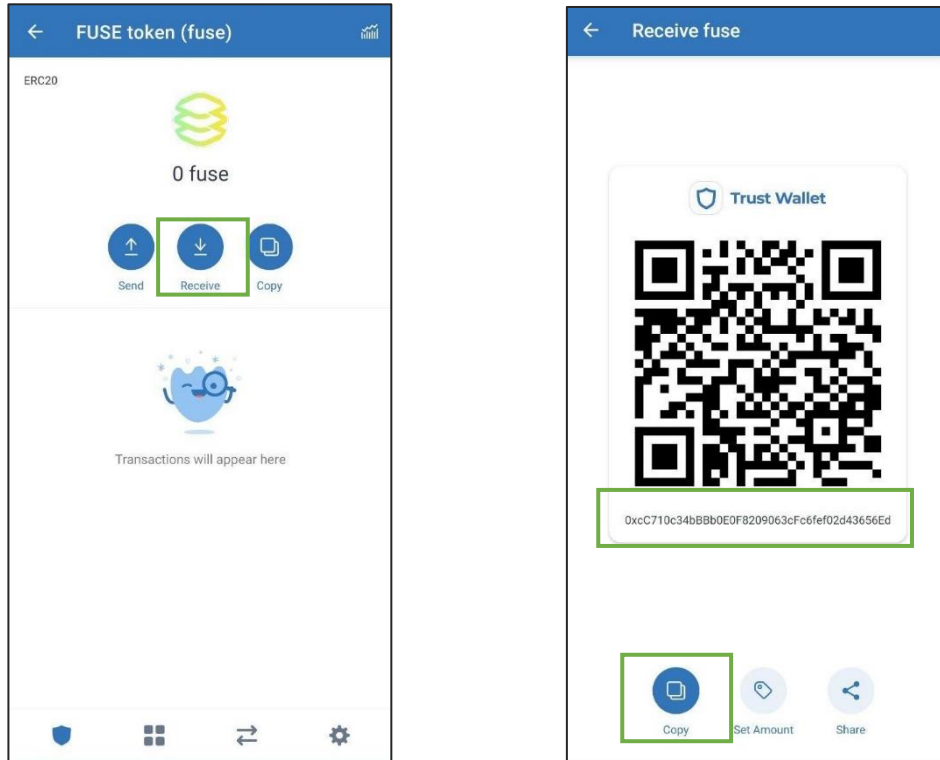 FUSE token (fuse)
ERC20
0 fuse
Send Receive Copy
Transactions will appear here
Receive fuse
Trust Wallet
0xcC710c34bBBb0E0F8209063cFc6fef02d43656Ed
Copy Set Amount Share